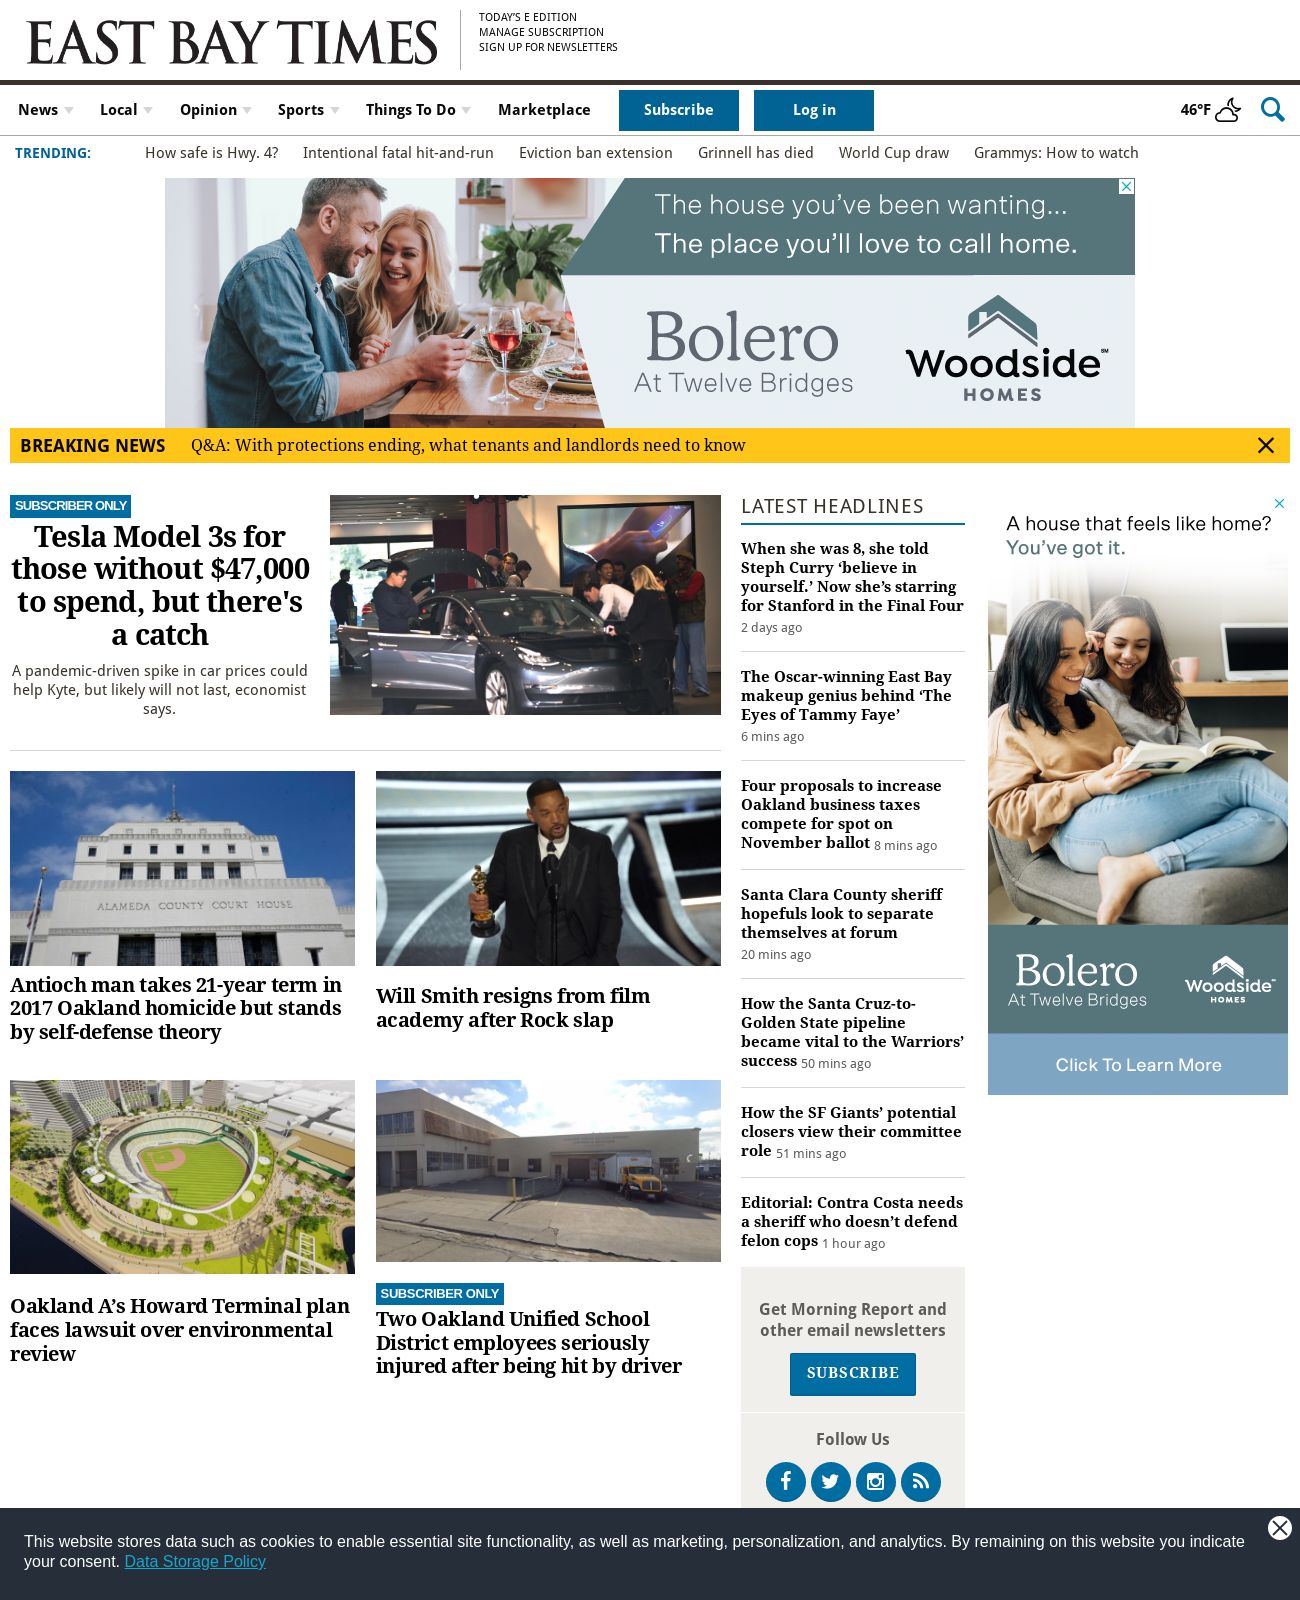 EAST BAY TIMES
TODAY'S E EDITION
MANAGE SUBSCRIPTION
SIGN UP FOR NEWSLETTERS
News Local Opinion Sports Things To Do Marketplace Subscribe Log in 46°F
TRENDING: How safe is Hwy. 4? Intentional fatal hit-and-run Eviction ban extension Grinnell has died World Cup draw Grammys: How to watch
The house you've been wanting...
The place you'll love to call home.
Bolero
At Twelve Bridges
Woodside℠
HOMES
BREAKING NEWS Q&A: With protections ending, what tenants and landlords need to know
SUBSCRIBER ONLY
Tesla Model 3s for
those without $47,000
to spend, but there's
a catch
A pandemic-driven spike in car prices could
help Kyte, but likely will not last, economist
says.
ALAMEDA COUNTY COURT HOUSE
Antioch man takes 21-year term in
2017 Oakland homicide but stands
by self-defense theory
Will Smith resigns from film
academy after Rock slap
Oakland A's Howard Terminal plan
faces lawsuit over environmental
review
SUBSCRIBER ONLY
Two Oakland Unified School
District employees seriously
injured after being hit by driver
LATEST HEADLINES
When she was 8, she told
Steph Curry ‘believe in
yourself.’ Now she’s starring
for Stanford in the Final Four
2 days ago
The Oscar-winning East Bay
makeup genius behind ‘The
Eyes of Tammy Faye’
6 mins ago
Four proposals to increase
Oakland business taxes
compete for spot on
November ballot 8 mins ago
Santa Clara County sheriff
hopefuls look to separate
themselves at forum
20 mins ago
How the Santa Cruz-to-
Golden State pipeline
became vital to the Warriors’
success 50 mins ago
How the SF Giants’ potential
closers view their committee
role 51 mins ago
Editorial: Contra Costa needs
a sheriff who doesn’t defend
felon cops 1 hour ago
Get Morning Report and
other email newsletters
SUBSCRIBE
Follow Us
A house that feels like home?
You've got it.
Bolero
At Twelve Bridges
Woodside
HOMES
Click To Learn More
This website stores data such as cookies to enable essential site functionality, as well as marketing, personalization, and analytics. By remaining on this website you indicate
your consent. Data Storage Policy